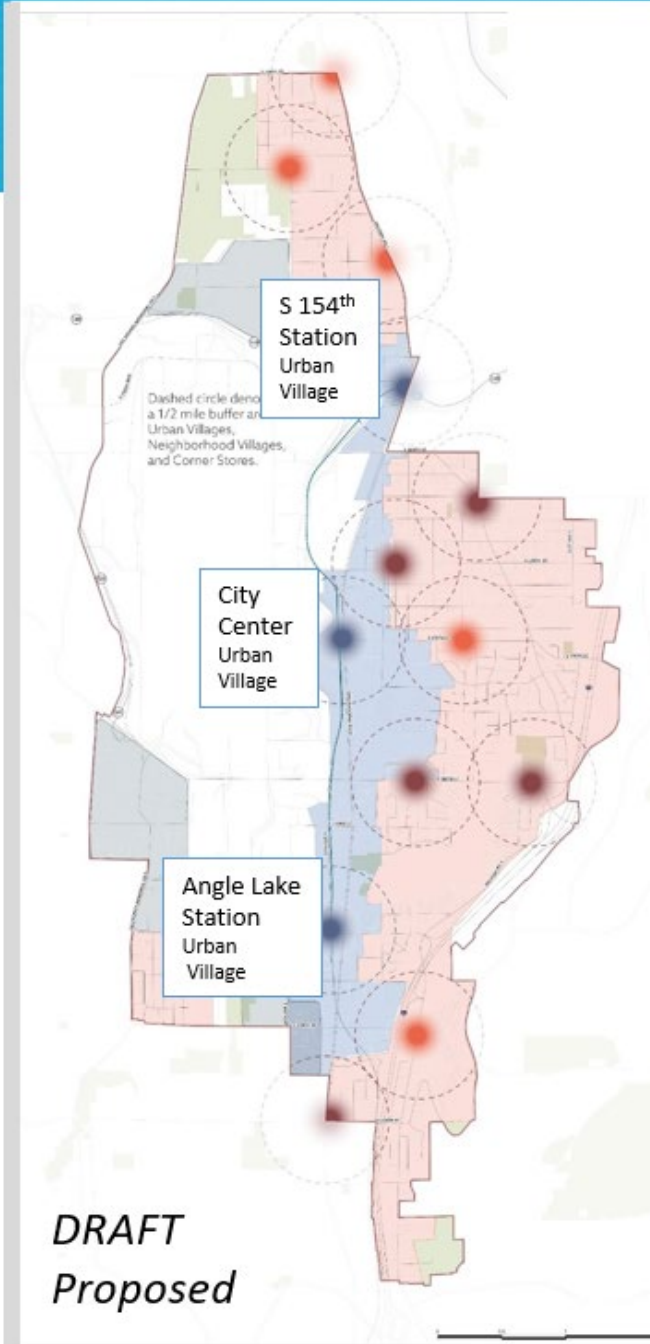 S 154th
Station
Urban
Village
Dashed circle deno
a 1/2 mile buffer ar
Urban Villages,
Neighborhood Villages,
and Corner Stores.
City
Center
Urban
Village
Angle Lake
Station
Urban
Village
DRAFT
Proposed